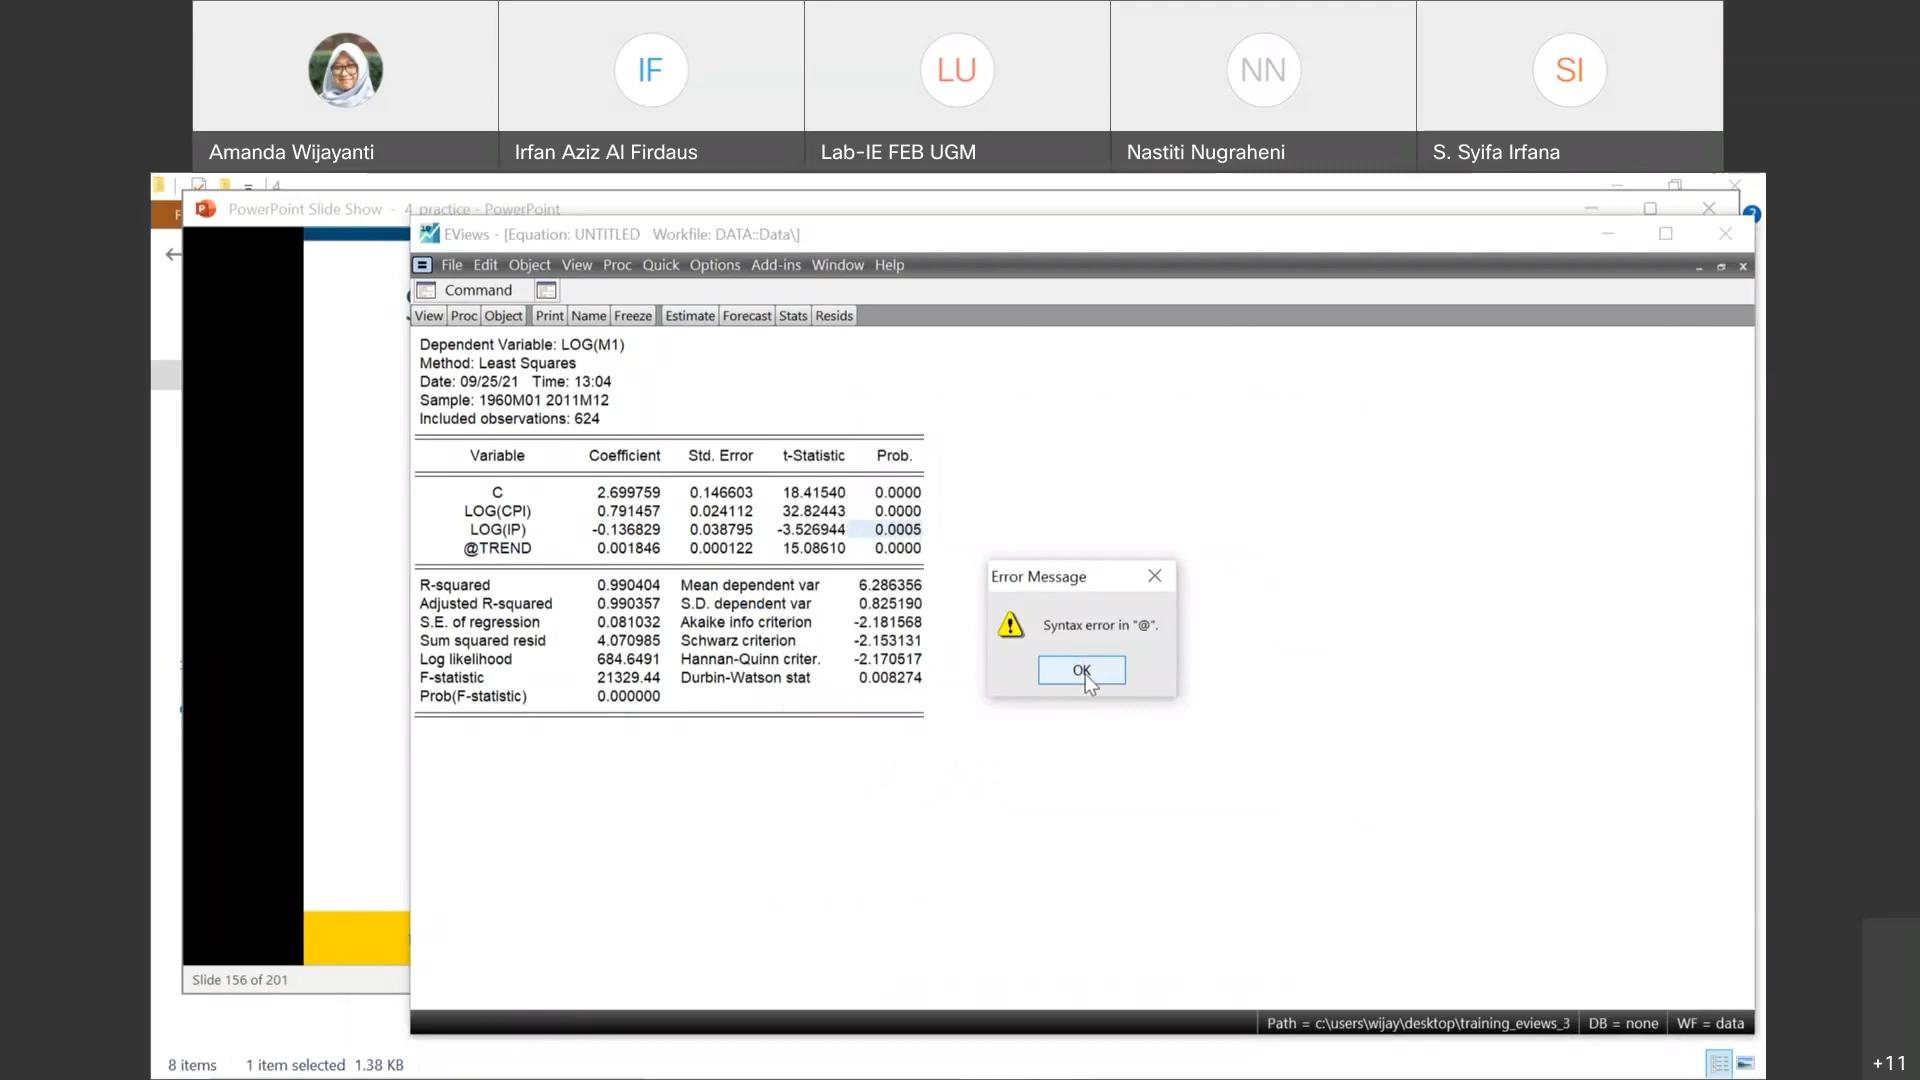 IF
LU
NN
SI
Amanda Wijayanti
Irfan Aziz Al Firdaus
Lab-IE FEB UGM
Nastiti Nugraheni
S. Syifa Irfana
4
PowerPoint Slide Show - 4_practice - PowerPoint
EViews - [Equation: UNTITLED Workfile: DATA::Data\]
File Edit Object View Proc Quick Options Add-ins Window Help
Command
View Proc Object Print Name Freeze Estimate Forecast Stats Resids
Dependent Variable: LOG(M1)
Method: Least Squares
Date: 09/25/21 Time: 13:04
Sample: 1960M01 2011M12
Included observations: 624
Variable Coefficient Std. Error t-Statistic Prob.
C 2.699759 0.146603 18.41540 0.0000
LOG(CPI) 0.791457 0.024112 32.82443 0.0000
LOG(IP) -0.136829 0.038795 -3.526944 0.0005
@TREND 0.001846 0.000122 15.08610 0.0000
R-squared 0.990404 Mean dependent var 6.286356
Adjusted R-squared 0.990357 S.D. dependent var 0.825190
S.E. of regression 0.081032 Akaike info criterion -2.181568
Sum squared resid 4.070985 Schwarz criterion -2.153131
Log likelihood 684.6491 Hannan-Quinn criter. -2.170517
F-statistic 21329.44 Durbin-Watson stat 0.008274
Prob(F-statistic) 0.000000
Error Message
Syntax error in "@".
OK
Slide 156 of 201
Path = c:\users\wijay\desktop\training_eviews_3 DB = none WF = data
8 items 1 item selected 1.38 KB
+11